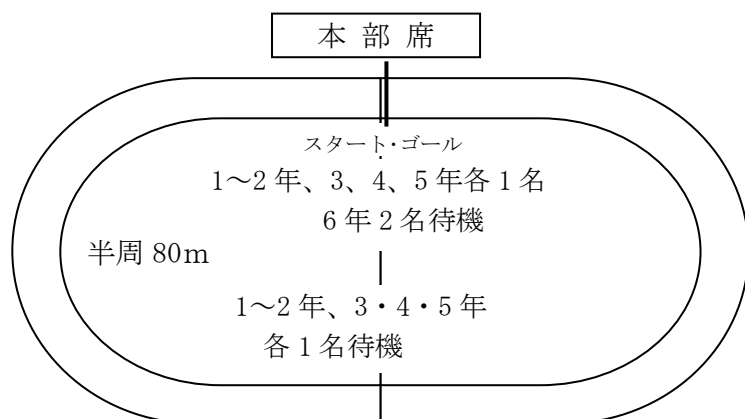 本 部 席
スタート・ゴール
1～2 年、3、4、5 年各 1 名
6 年 2 名待機
半周 80m
1～2 年、3・4・5 年
各 1 名待機